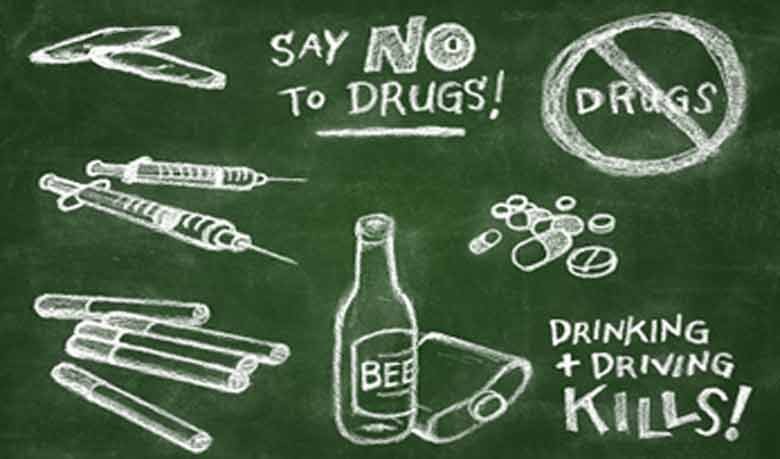 SAY NO
TO DRUGS!
DRUGS
BEE
DRINKING
+ DRIVING
KILLS!